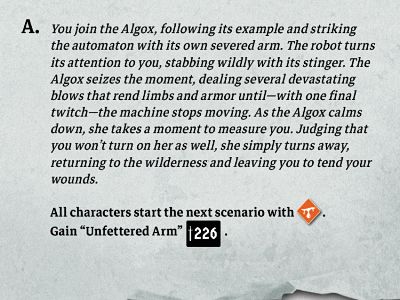 A. You join the Algox, following its example and striking
the automaton with its own severed arm. The robot turns
its attention to you, stabbing wildly with its stinger. The
Algox seizes the moment, dealing several devastating
blows that rend limbs and armor until—with one final
twitch—the machine stops moving. As the Algox calms
down, she takes a moment to measure you. Judging that
you won't turn on her as well, she simply turns away,
returning to the wilderness and leaving you to tend your
wounds.
All characters start the next scenario with .
Gain “Unfettered Arm” 226 .